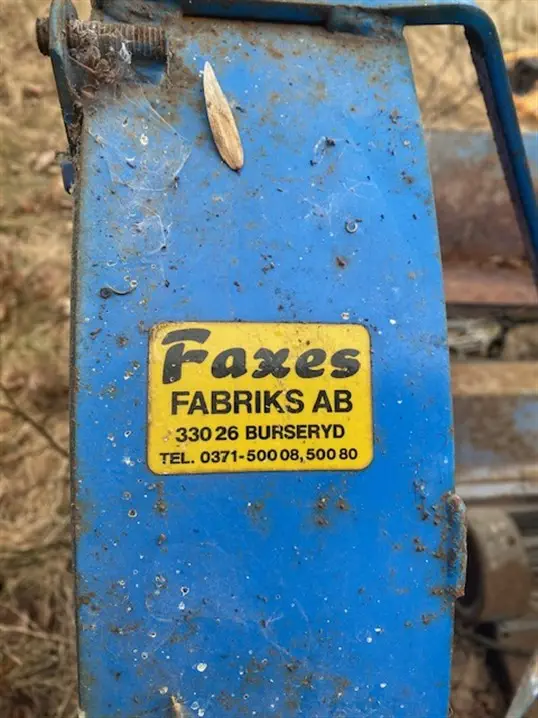 Faxes
FABRIKS AB
330 26 BURSERYD
TEL. 0371-500 08, 500 80